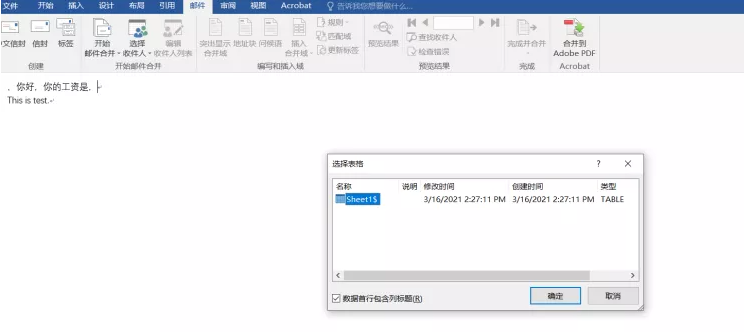 文件 开始 插入 设计 布局 引用 邮件 审阅 视图 Acrobat 告诉我您想要做什么...
中文信封 信封 标签 开始邮件合并 选择收件人 编辑收件人列表 突出显示合并域 地址块 问候语 插入合并域 规则 匹配域 更新标签 预览结果 查找收件人 检查错误 完成并合并 合并到Adobe PDF
创建 开始邮件合并 编写和插入域 预览结果 完成 Acrobat
,你好,你的工资是,
This is test.
选择表格 ? ×
名称 说明 修改时间 创建时间 类型
Sheet1$ 3/16/2021 2:27:11 PM 3/16/2021 2:27:11 PM TABLE
数据首行包含列标题(R) 确定 取消